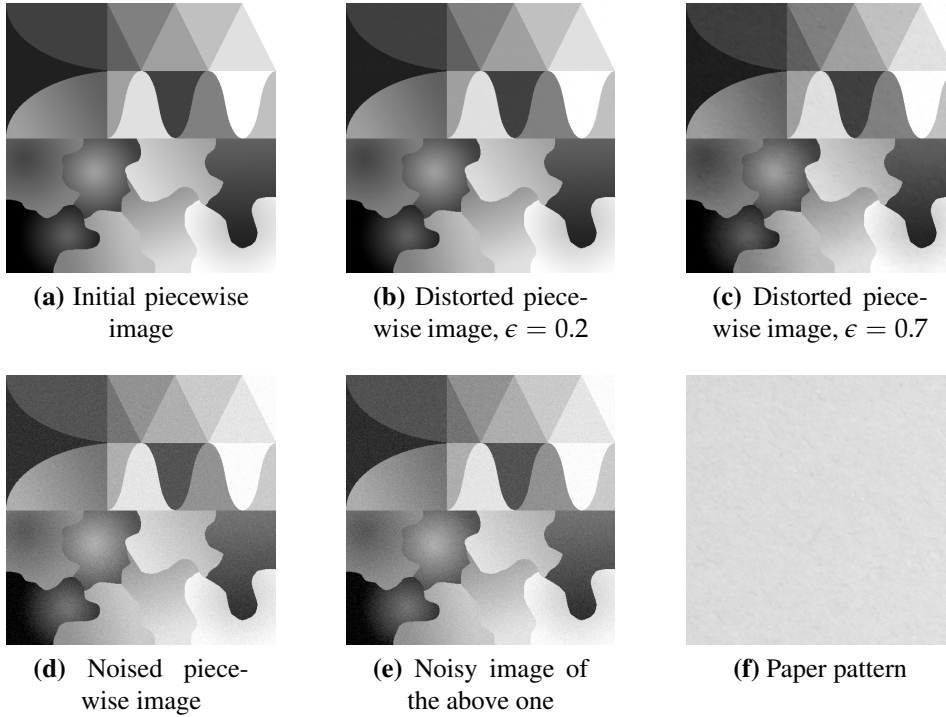 (a) Initial piecewise
image
(b) Distorted piece-
wise image, ϵ = 0.2
(c) Distorted piece-
wise image, ϵ = 0.7
(d) Noised piece-
wise image
(e) Noisy image of
the above one
(f) Paper pattern